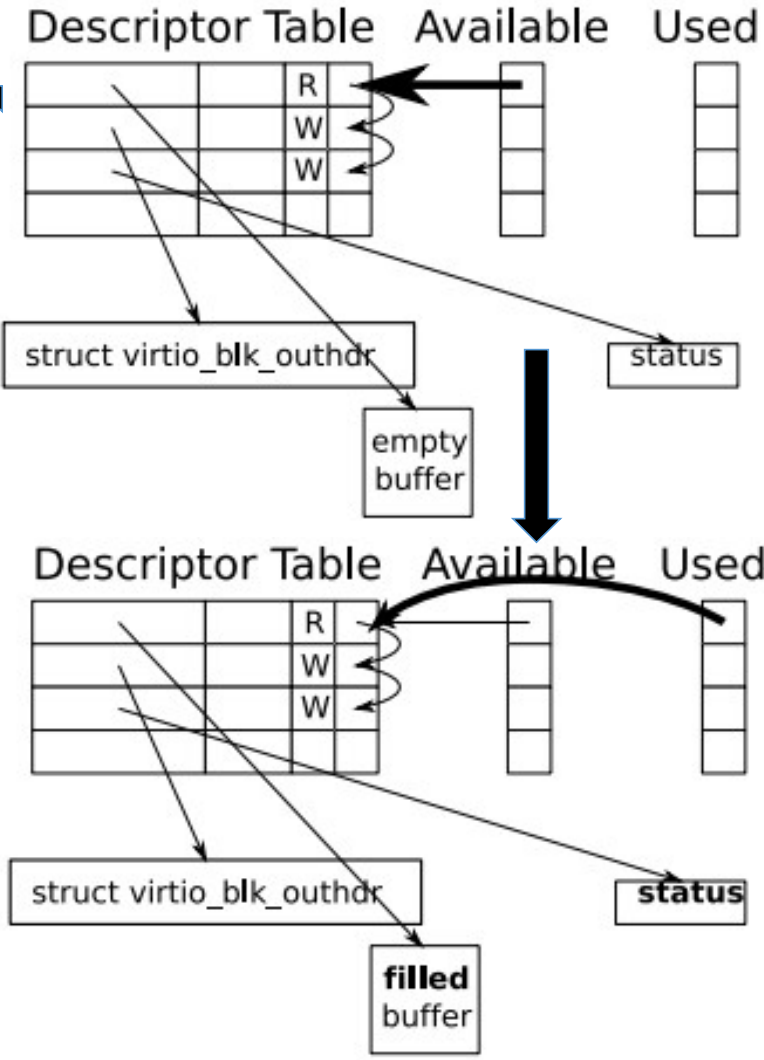 Descriptor Table Available Used
R
W
W
struct virtio_blk_outhdr
status
empty
buffer
Descriptor Table Available Used
R
W
W
struct virtio_blk_outhdr
status
filled
buffer